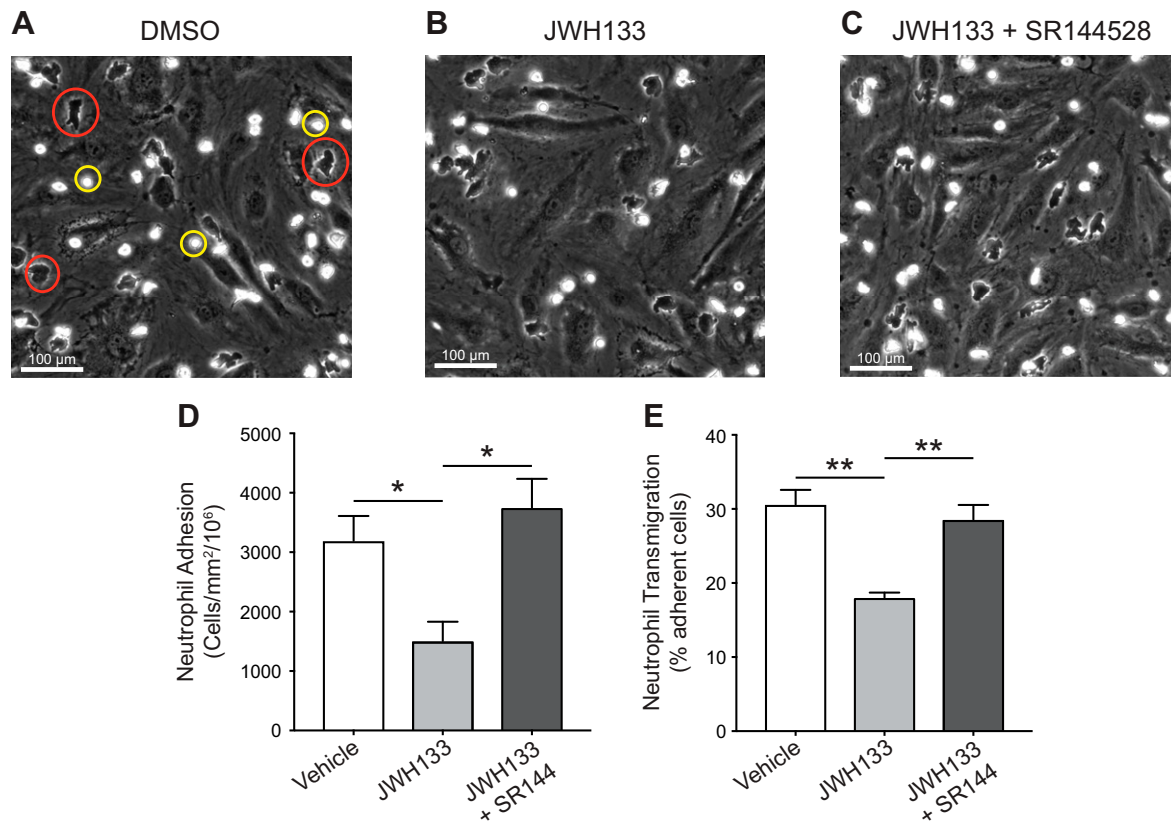 A
DMSO
B
JWH133
C
JWH133 + SR144528
100 µm
100 µm
100 µm
D
5000
4000
3000
2000
1000
0
Neutrophil Adhesion
(Cells/mm²/10⁶)
*
*
Vehicle
JWH133
JWH133
+ SR144
E
40
30
20
10
0
Neutrophil Transmigration
(% adherent cells)
**
**
Vehicle
JWH133
JWH133
+ SR144